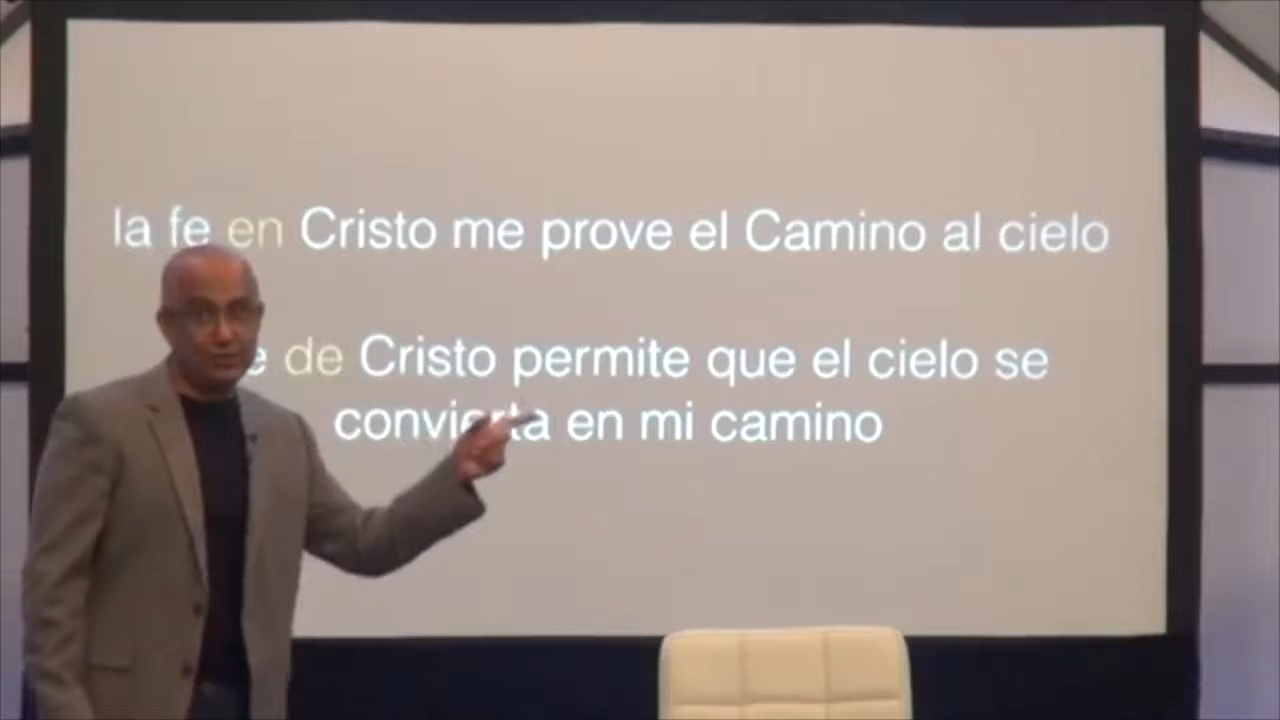 la fe en Cristo me prove el Camino al cielo
de Cristo permite que el cielo se
convierta en mi camino